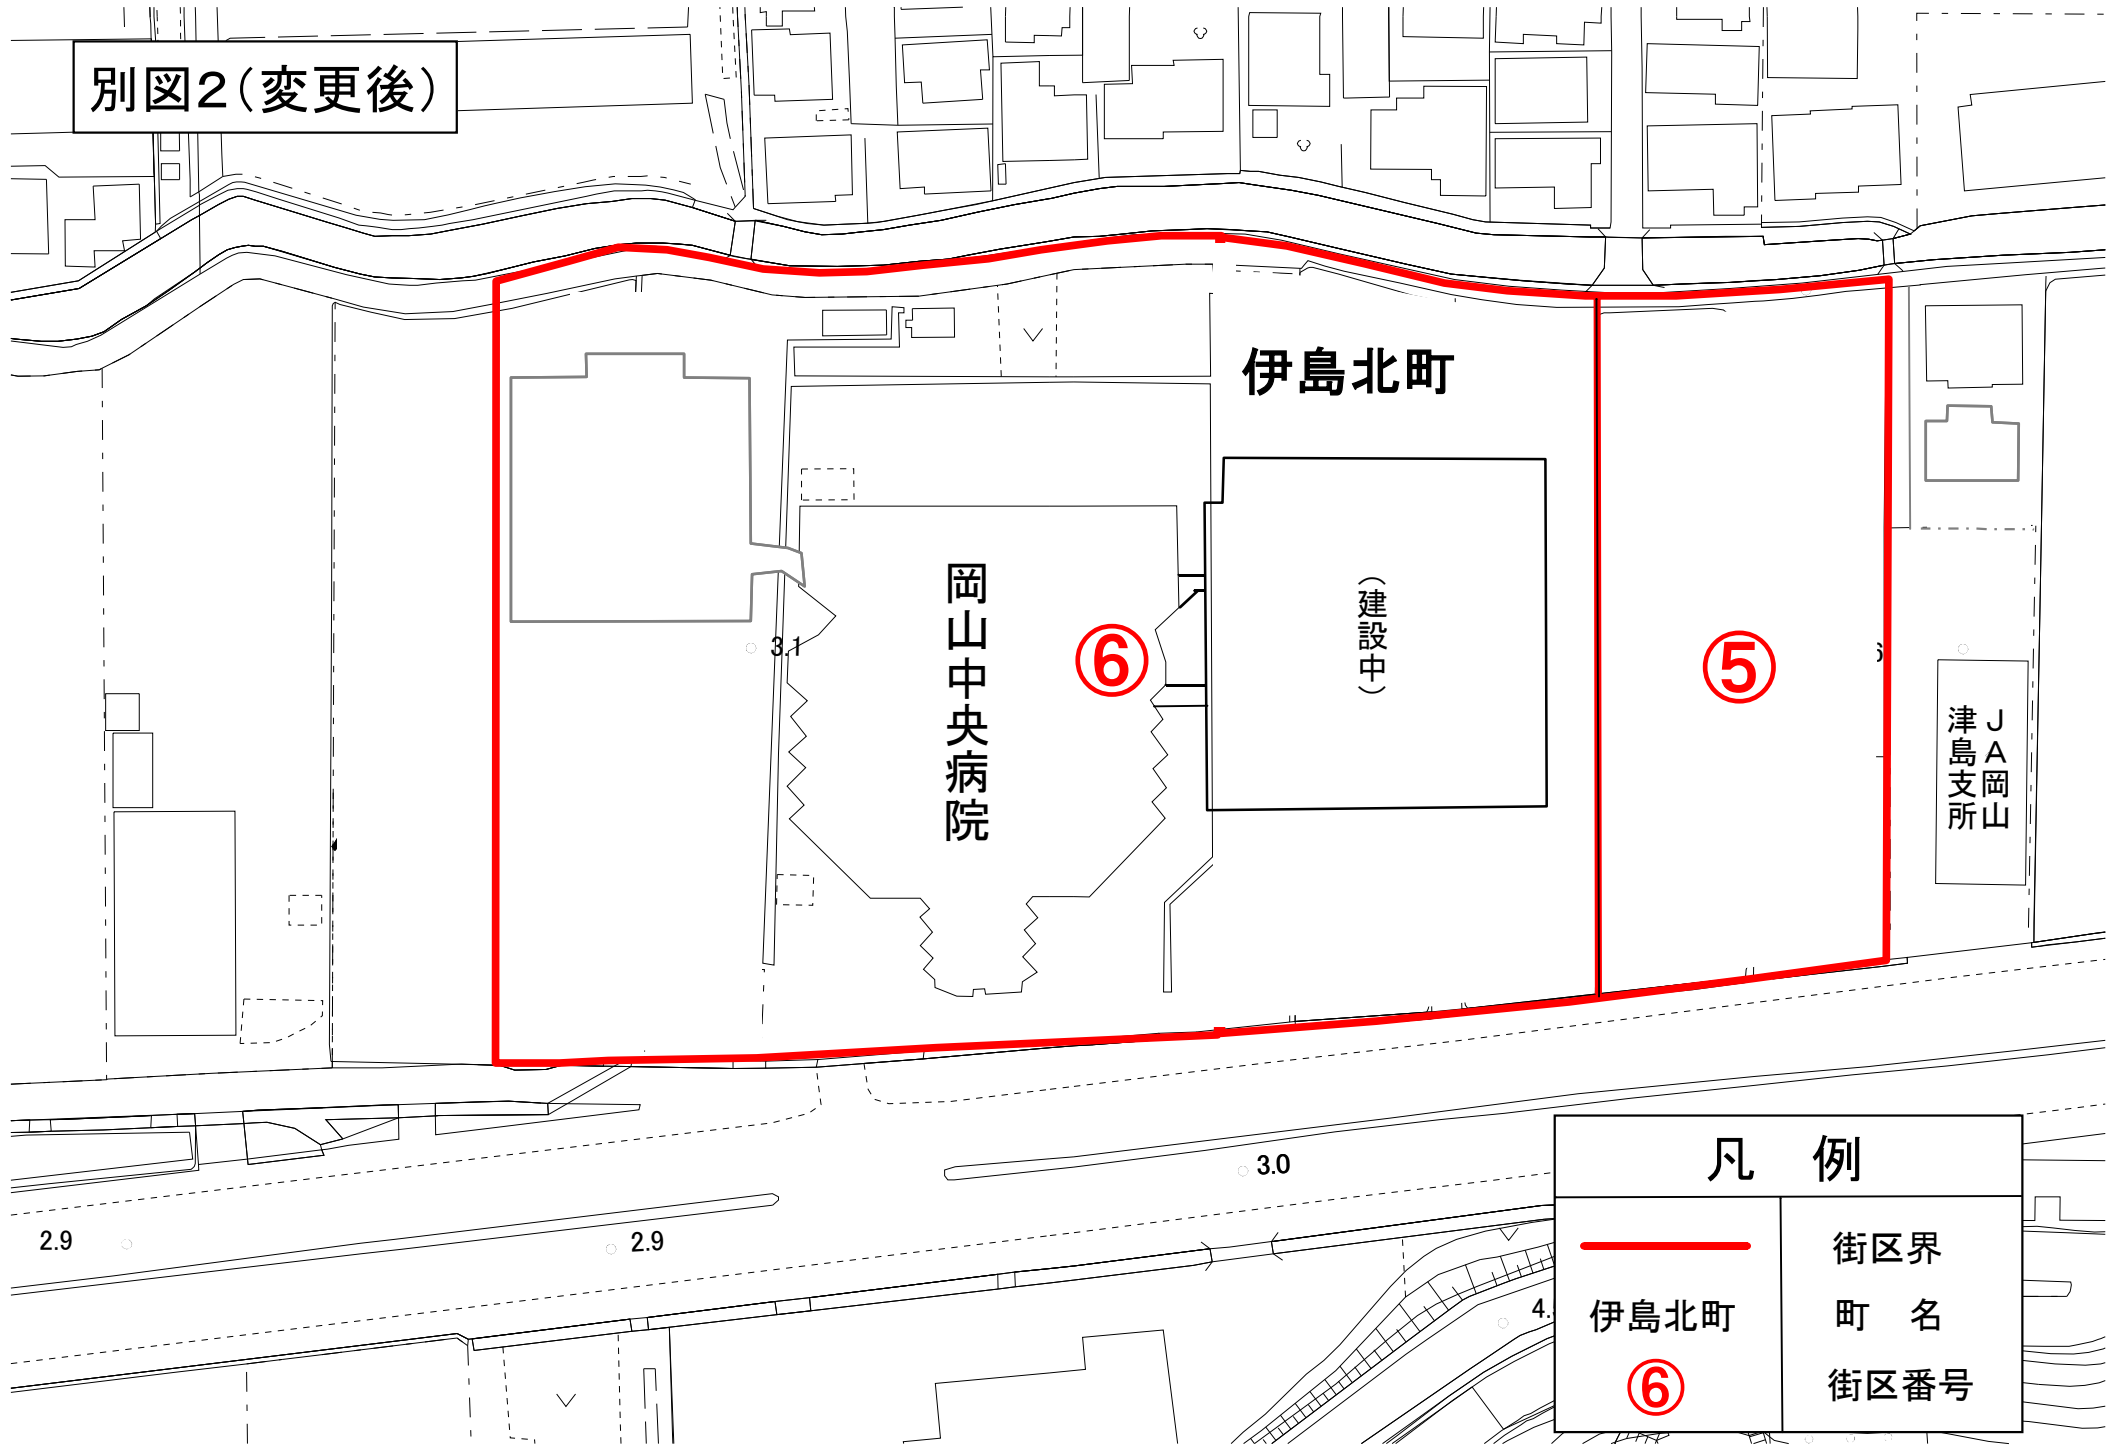 別図2(変更後)
伊島北町
岡山中央病院
⑥
(建設中)
⑤
3.1
JA岡山
津島支所
3.0
2.9
2.9
凡 例
街区界
伊島北町
町 名
⑥
街区番号